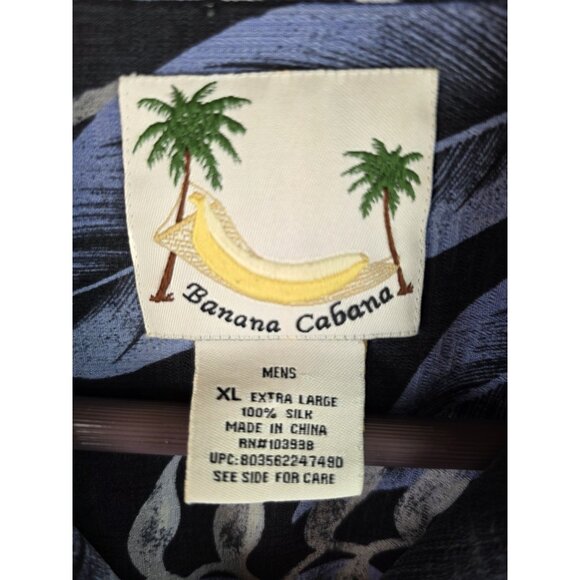 Banana Cabana
MENS
XL EXTRA LARGE
100% SILK
MADE IN CHINA
RN#103938
UPC:803562247490
SEE SIDE FOR CARE